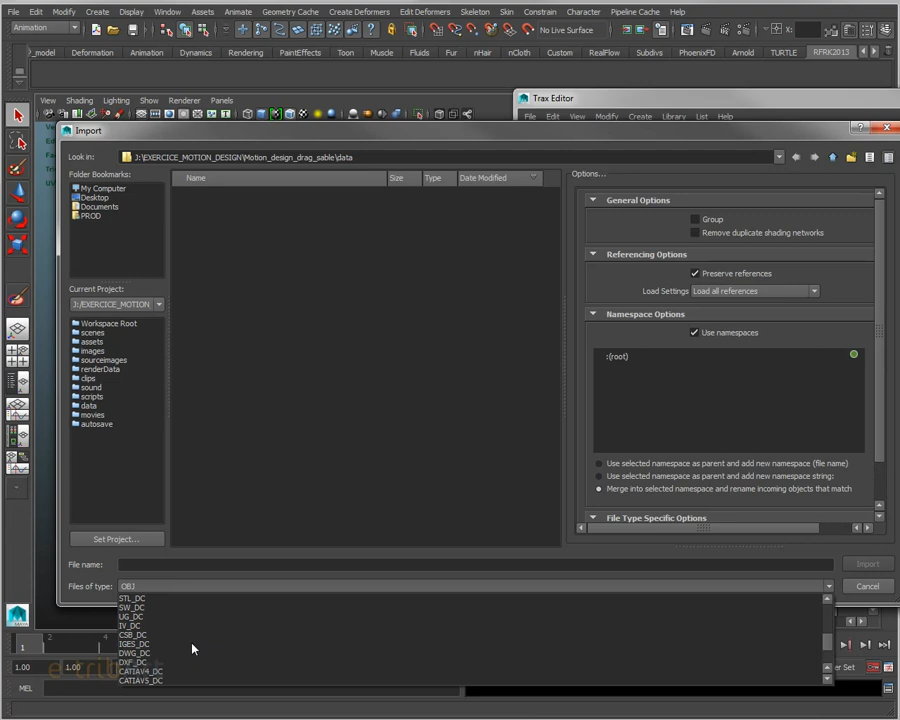 File Edit Modify Create Display Window Assets Animate Geometry Cache Create Deformers Edit Deformers Skeleton Skin Constrain Character Pipeline Cache Help
Animation No Live Surface
_model Deformation Animation Dynamics Rendering PaintEffects Toon Muscle Fluids Fur nHair nCloth Custom RealFlow Subdivs PhoenixFD Arnold TURTLE RFRK2013
View Shading Lighting Show Renderer Panels
Trax Editor
File Edit View Modify Create Library List Help
Import
Look in: J:\EXERCICE_MOTION_DESIGN\Motion_design_drag_sable\data
Folder Bookmarks:
My Computer
Desktop
Documents
PROD
Name Size Type Date Modified
Options...
General Options
Group
Remove duplicate shading networks
Referencing Options
Preserve references
Load Settings Load all references
Namespace Options
Use namespaces
:(root)
Current Project:
J:/EXERCICE_MOTION_
Workspace Root
scenes
assets
images
sourceimages
renderData
clips
sound
scripts
data
movies
autosave
Use selected namespace as parent and add new namespace (file name)
Use selected namespace as parent and add new namespace string:
Merge into selected namespace and rename incoming objects that match
File Type Specific Options
Set Project...
File name: Import
Files of type: OBJ Cancel
STL_DC
SW_DC
UG_DC
IV_DC
CSB_DC
IGES_DC
DWG_DC
DXF_DC
CATIAV4_DC
CATIAV5_DC
1 2 4
1.00 1.00
MEL